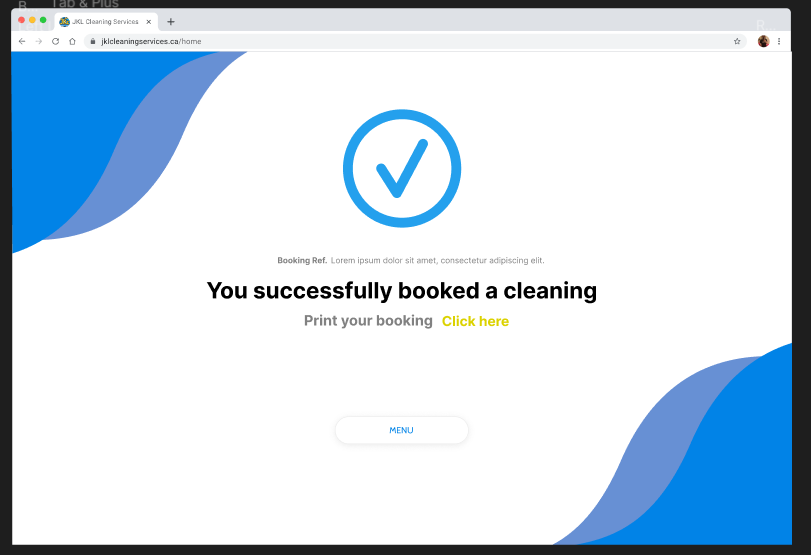 Tab & Plus
JKL Cleaning Services
jklcleaningservices.ca/home
Booking Ref. Lorem ipsum dolor sit amet, consectetur adipiscing elit.
You successfully booked a cleaning
Print your booking Click here
MENU